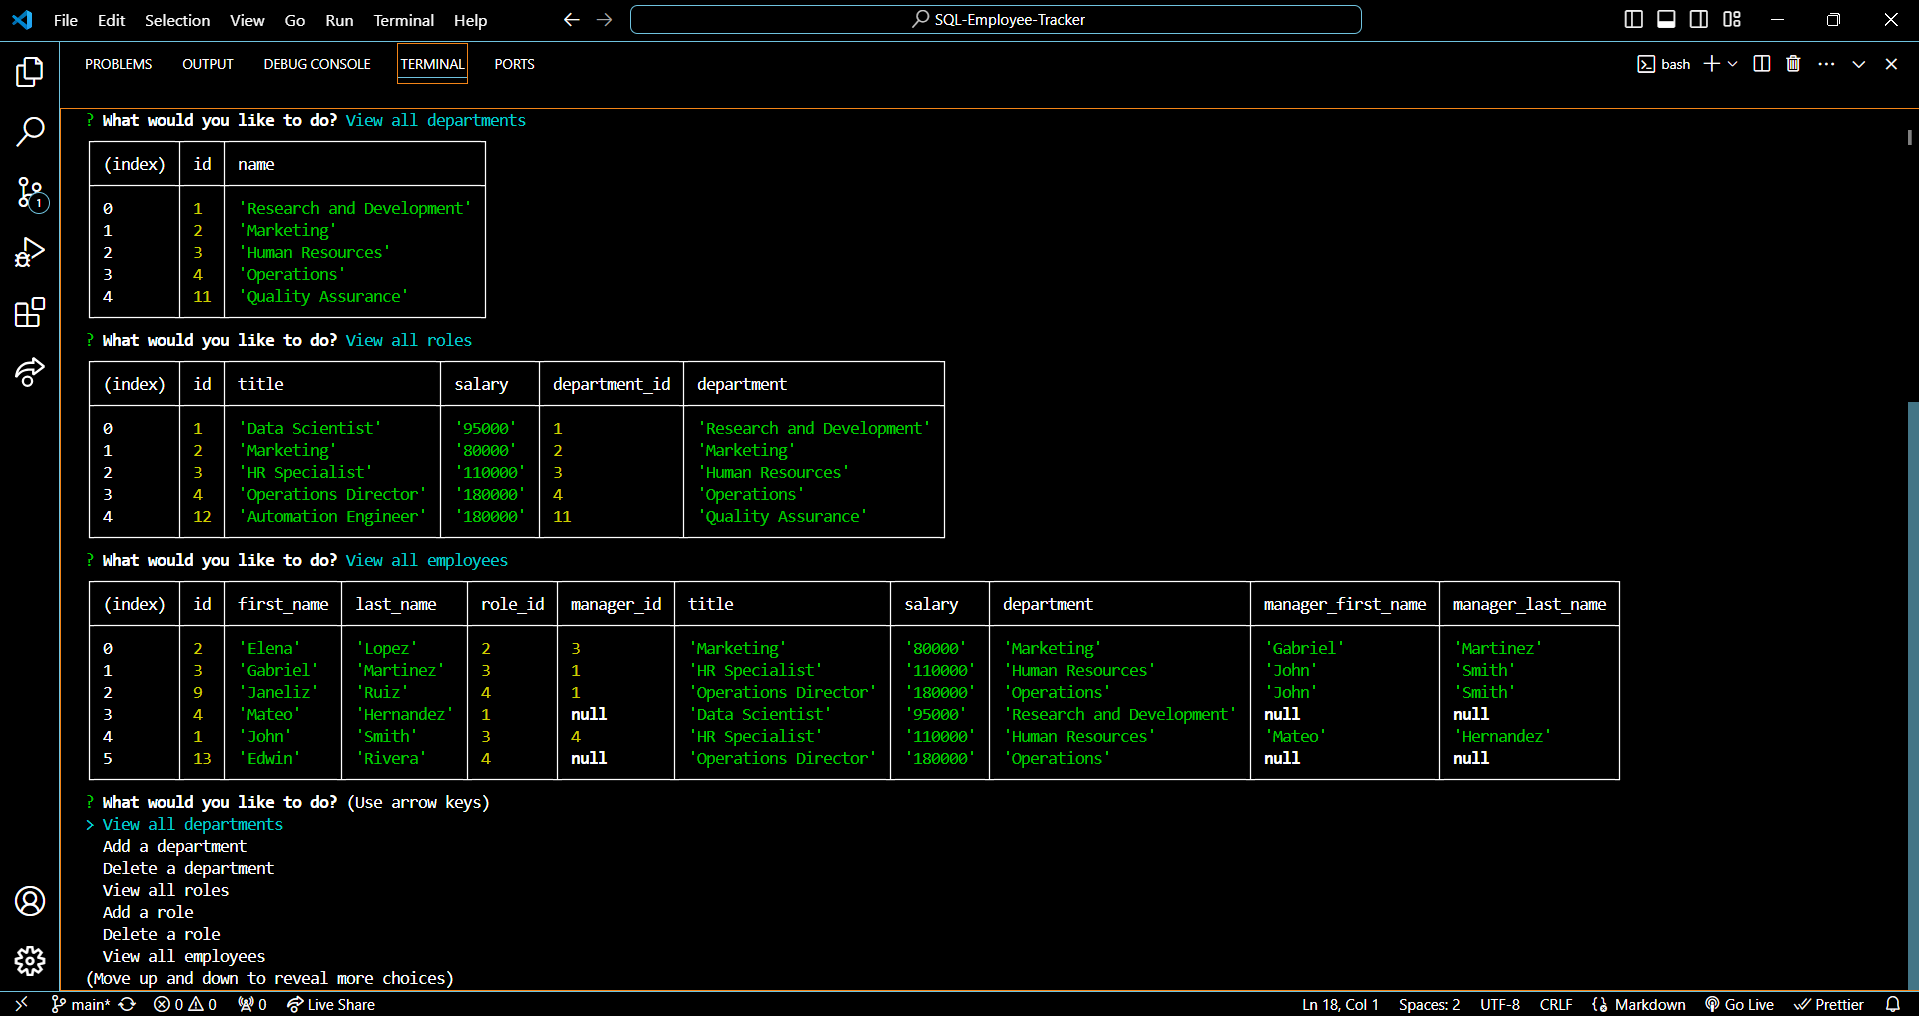 File Edit Selection View Go Run Terminal Help SQL-Employee-Tracker
PROBLEMS OUTPUT DEBUG CONSOLE TERMINAL PORTS bash
? What would you like to do? View all departments
(index) id name
0 1 'Research and Development'
1 2 'Marketing'
2 3 'Human Resources'
3 4 'Operations'
4 11 'Quality Assurance'
? What would you like to do? View all roles
(index) id title salary department_id department
0 1 'Data Scientist' '95000' 1 'Research and Development'
1 2 'Marketing' '80000' 2 'Marketing'
2 3 'HR Specialist' '110000' 3 'Human Resources'
3 4 'Operations Director' '180000' 4 'Operations'
4 12 'Automation Engineer' '180000' 11 'Quality Assurance'
? What would you like to do? View all employees
(index) id first_name last_name role_id manager_id title salary department manager_first_name manager_last_name
0 2 'Elena' 'Lopez' 2 3 'Marketing' '80000' 'Marketing' 'Gabriel' 'Martinez'
1 3 'Gabriel' 'Martinez' 3 1 'HR Specialist' '110000' 'Human Resources' 'John' 'Smith'
2 9 'Janeliz' 'Ruiz' 4 1 'Operations Director' '180000' 'Operations' 'John' 'Smith'
3 4 'Mateo' 'Hernandez' 1 null 'Data Scientist' '95000' 'Research and Development' null null
4 1 'John' 'Smith' 3 4 'HR Specialist' '110000' 'Human Resources' 'Mateo' 'Hernandez'
5 13 'Edwin' 'Rivera' 4 null 'Operations Director' '180000' 'Operations' null null
? What would you like to do? (Use arrow keys)
> View all departments
Add a department
Delete a department
View all roles
Add a role
Delete a role
View all employees
(Move up and down to reveal more choices)
1
main* 0 0 0 Live Share Ln 18, Col 1 Spaces: 2 UTF-8 CRLF Markdown Go Live Prettier